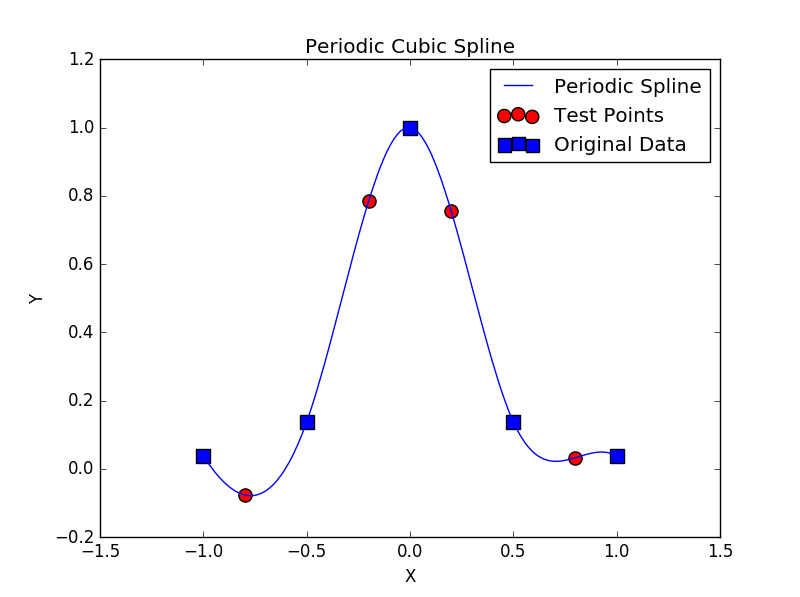 Periodic Cubic Spline
1.2
1.0
0.8
0.6
0.4
0.2
0.0
−0.2
Y
Periodic Spline
Test Points
Original Data
−1.5 −1.0 −0.5 0.0 0.5 1.0 1.5
X